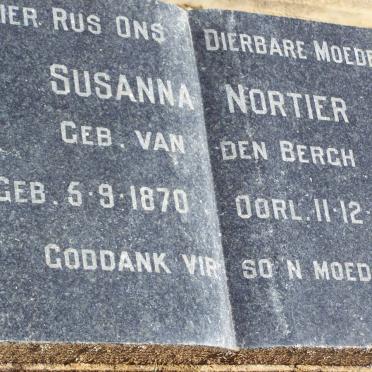 IER RUS ONS DIERBARE MOEDE
SUSANNA NORTIER
GEB. VAN DEN BERGH
GEB. 5·9·1870 OORL. 11·12·
GODDANK VIR SO 'N MOED